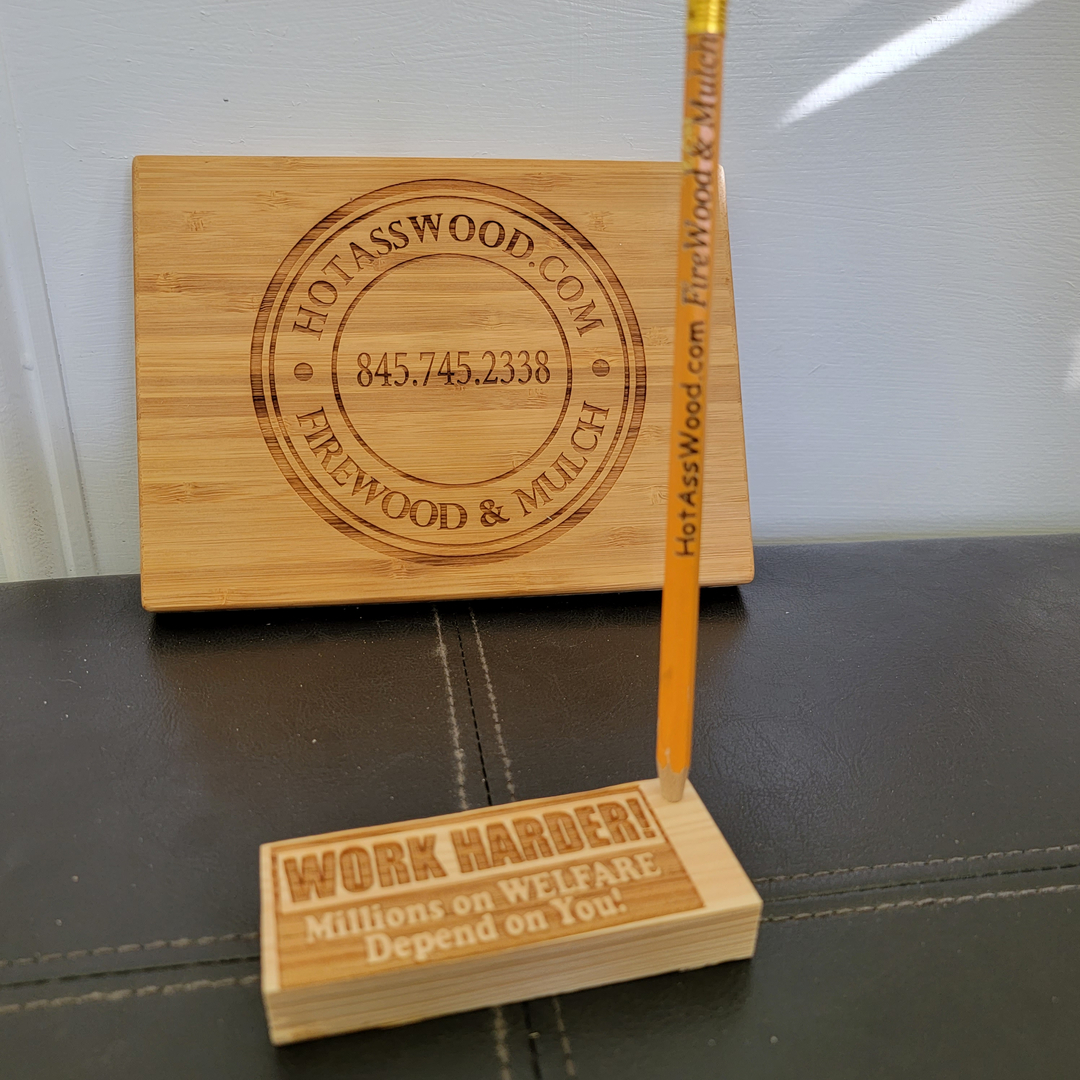 HOTASSWOOD.COM
845.745.2338
FIREWOOD & MULCH
HotAssWood.com FireWood & Mulch
WORK HARDER!
Millions on WELFARE
Depend on You!